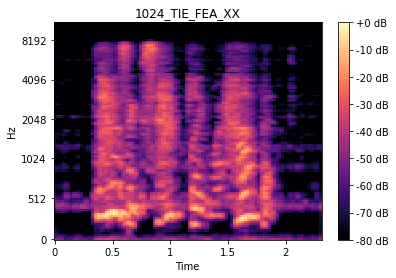 1024_TIE_FEA_XX
+0 dB
8192
-10 dB
4096
-20 dB
-30 dB
2048
Hz
-40 dB
1024
-50 dB
512
-60 dB
-70 dB
0
-80 dB
0 0.5 1 1.5 2
Time